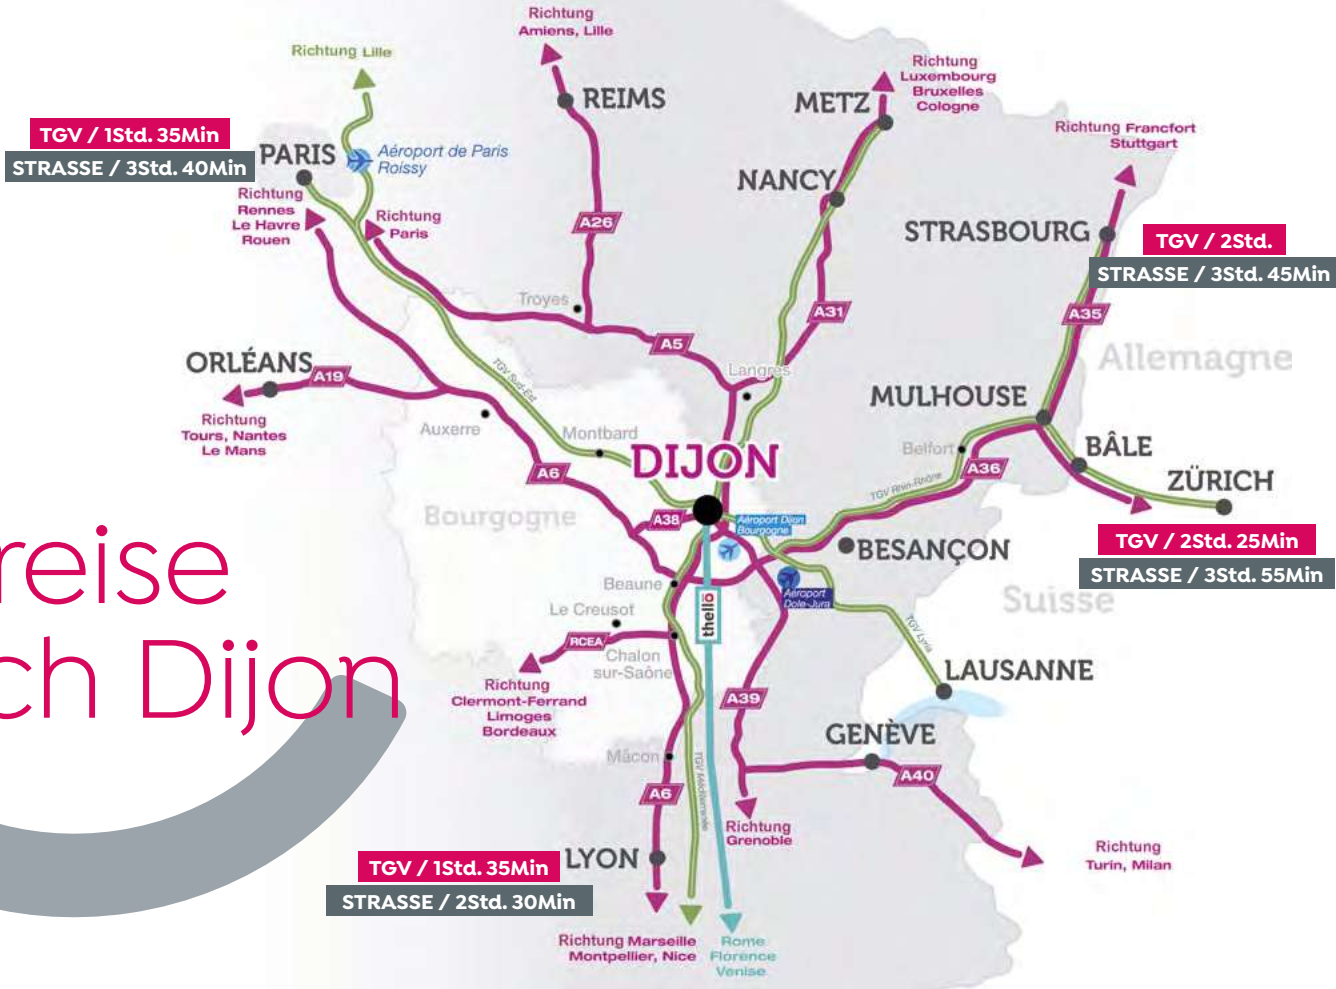 Richtung
Amiens, Lille
Richtung Lille
Richtung
Luxembourg
Bruxelles
Cologne
REIMS
METZ
TGV / 1Std. 35Min
STRASSE / 3Std. 40Min
PARIS
Aéroport de Paris
Roissy
Richtung Francfort
Stuttgart
NANCY
Richtung
Rennes
Le Havre
Rouen
Richtung
Paris
A26
STRASBOURG
TGV / 2Std.
STRASSE / 3Std. 45Min
Troyes
A31
A35
A5
Allemagne
ORLÉANS
A19
TGV Sud-Est
Langres
MULHOUSE
Richtung
Tours, Nantes
Le Mans
Auxerre
Montbard
DIJON
Belfort
BÂLE
A6
A36
ZÜRICH
TGV Rhin-Rhône
Bourgogne
A38
Aéroport Dijon
Bourgogne
BESANÇON
TGV / 2Std. 25Min
STRASSE / 3Std. 55Min
reise
ch Dijon
Beaune
Aéroport
Dole-Jura
Suisse
Le Creusot
thello
RCEA
TGV Lyria
Chalon
sur-Saône
LAUSANNE
Richtung
Clermont-Ferrand
Limoges
Bordeaux
A39
GENÈVE
Mâcon
TGV Méditerranée
A40
A6
Richtung
Grenoble
TGV / 1Std. 35Min
STRASSE / 2Std. 30Min
LYON
Richtung
Turin, Milan
Richtung Marseille
Montpellier, Nice
Rome
Florence
Venise